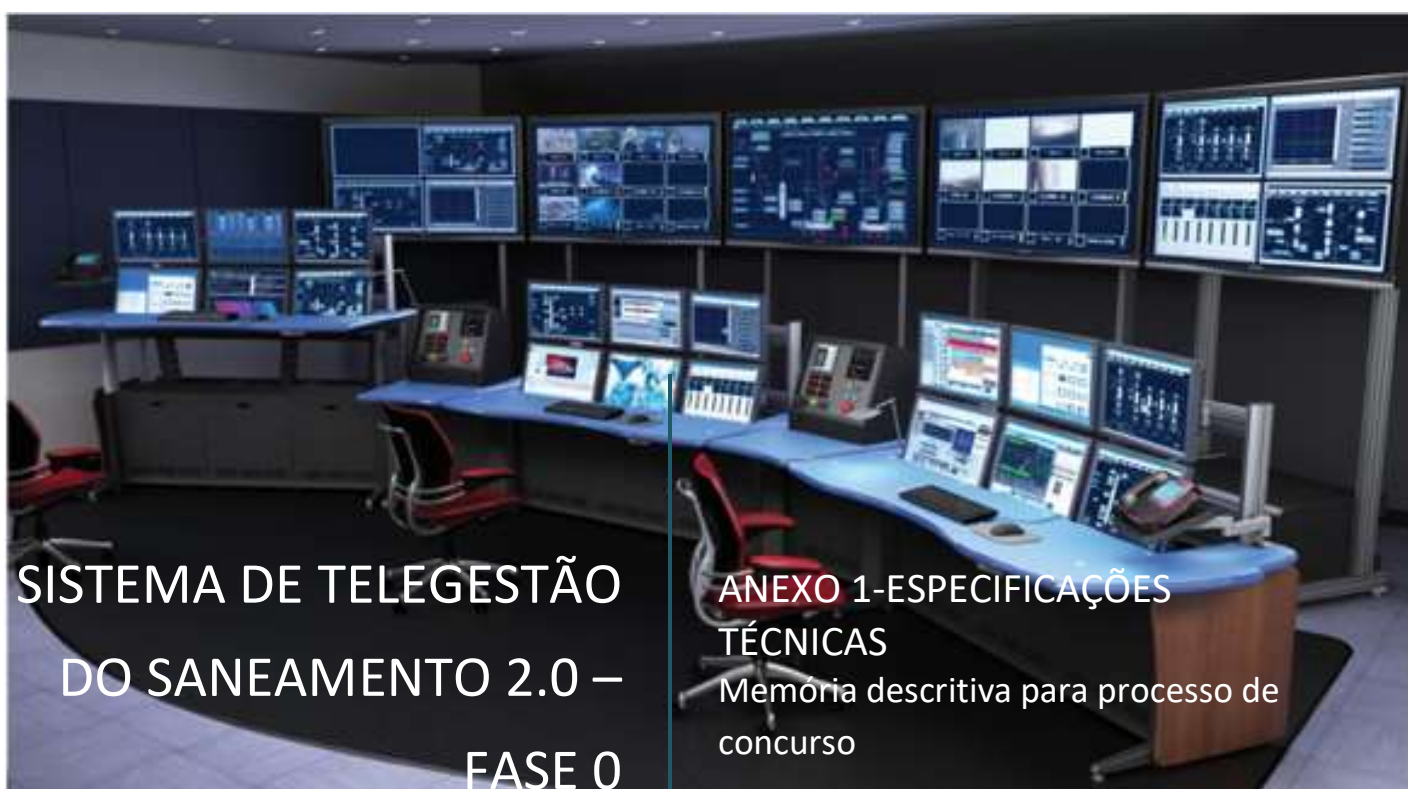 SISTEMA DE TELEGESTÃO
DO SANEAMENTO 2.0 –
FASE 0
ANEXO 1-ESPECIFICAÇÕES
TÉCNICAS
Memória descritiva para processo de
concurso